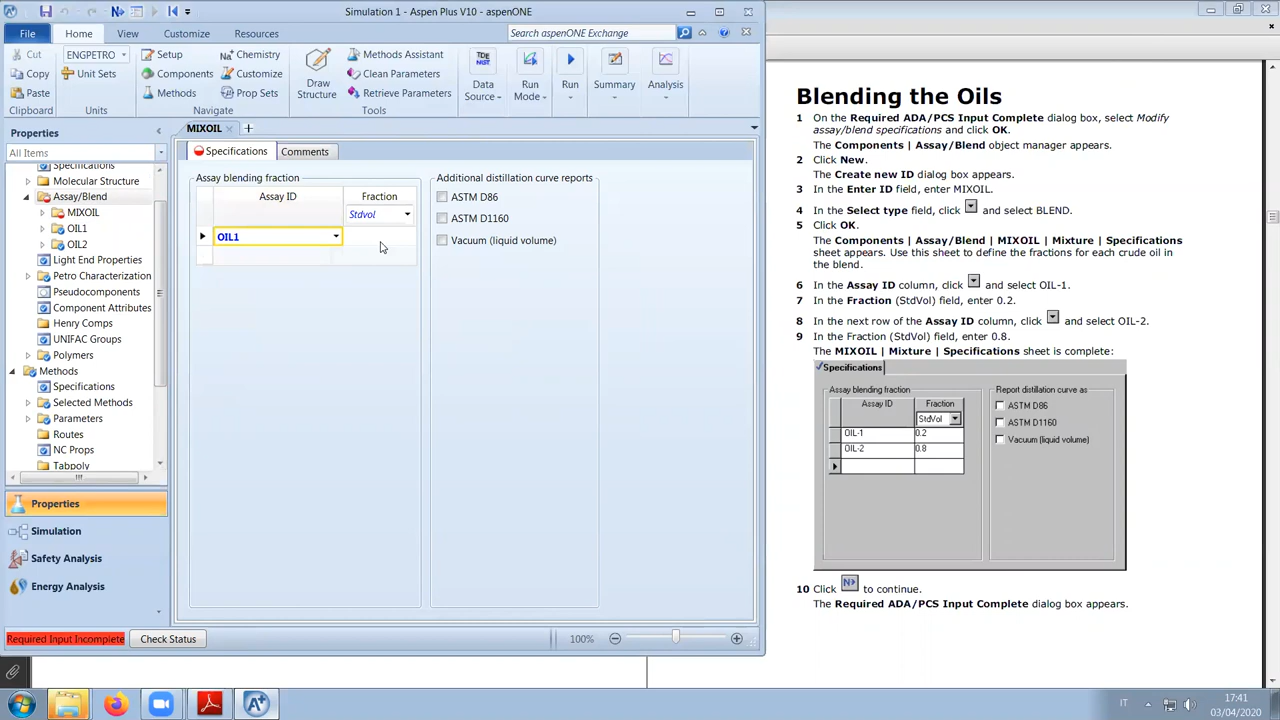 Simulation 1 - Aspen Plus V10 - aspenONE
File
Home
View
Customize
Resources
Search aspenONE Exchange
Cut
Copy
Paste
Clipboard
ENGPETRO
Unit Sets
Units
Setup
Components
Methods
Chemistry
Customize
Prop Sets
Navigate
Draw
Structure
Methods Assistant
Clean Parameters
Retrieve Parameters
Tools
TDE
NIST
Data
Source
Run
Mode
Run
Summary
Analysis
Properties
All Items
Specifications
Molecular Structure
Assay/Blend
MIXOIL
OIL1
OIL2
Light End Properties
Petro Characterization
Pseudocomponents
Component Attributes
Henry Comps
UNIFAC Groups
Polymers
Methods
Specifications
Selected Methods
Parameters
Routes
NC Props
Tabpoly
Properties
Simulation
Safety Analysis
Energy Analysis
MIXOIL
Specifications
Comments
Assay blending fraction
Assay ID
Fraction
Stdvol
OIL1
Additional distillation curve reports
ASTM D86
ASTM D1160
Vacuum (liquid volume)
Required Input Incomplete
Check Status
100%
Blending the Oils
1 On the Required ADA/PCS Input Complete dialog box, select Modify
assay/blend specifications and click OK.
The Components | Assay/Blend object manager appears.
2 Click New.
The Create new ID dialog box appears.
3 In the Enter ID field, enter MIXOIL.
4 In the Select type field, click and select BLEND.
5 Click OK.
The Components | Assay/Blend | MIXOIL | Mixture | Specifications
sheet appears. Use this sheet to define the fractions for each crude oil in
the blend.
6 In the Assay ID column, click and select OIL-1.
7 In the Fraction (StdVol) field, enter 0.2.
8 In the next row of the Assay ID column, click and select OIL-2.
9 In the Fraction (StdVol) field, enter 0.8.
The MIXOIL | Mixture | Specifications sheet is complete:
Specifications
Assay blending fraction
Assay ID
Fraction
StdVol
OIL-1 0.2
OIL-2 0.8
Report distillation curve as
ASTM D86
ASTM D1160
Vacuum (liquid volume)
10 Click N> to continue.
The Required ADA/PCS Input Complete dialog box appears.
IT
17:41
03/04/2020